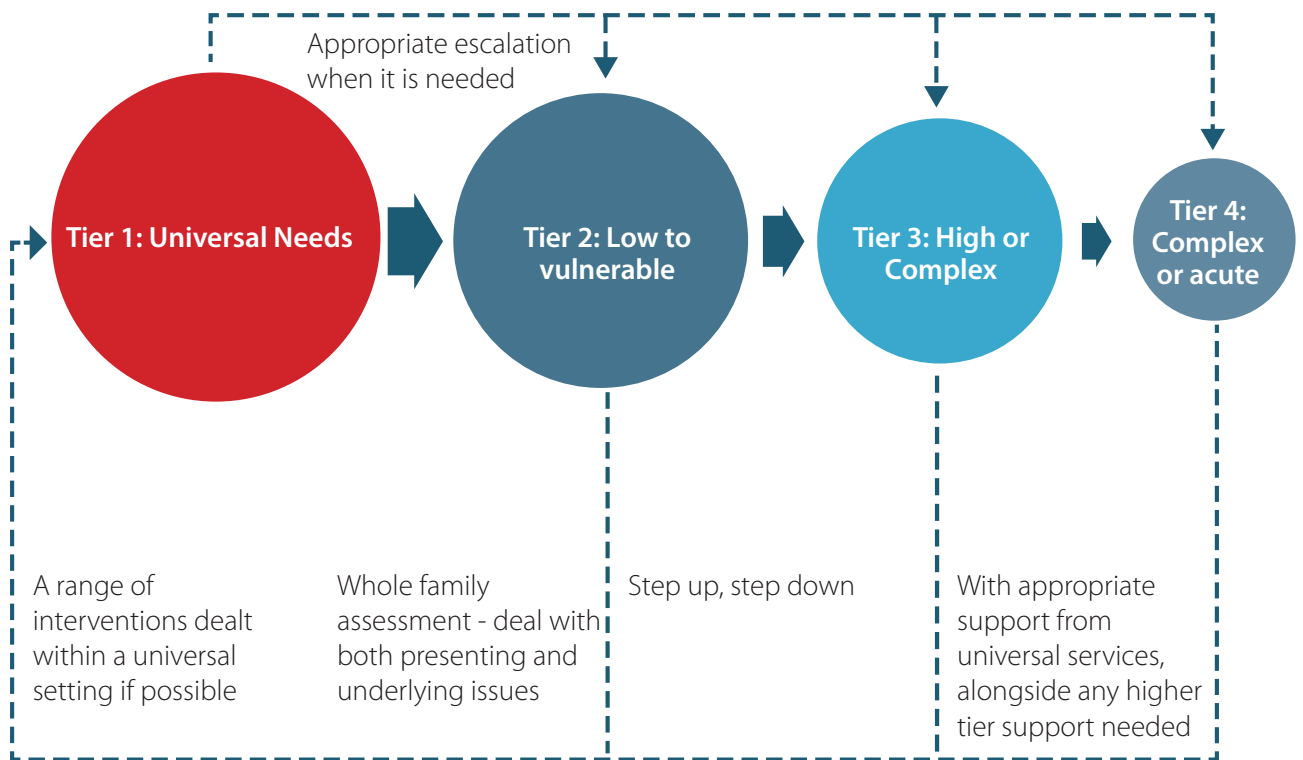 Appropriate escalation
when it is needed
Tier 1: Universal Needs
Tier 2: Low to
vulnerable
Tier 3: High or
Complex
Tier 4:
Complex
or acute
A range of
interventions dealt
within a universal
setting if possible
Whole family
assessment - deal with
both presenting and
underlying issues
Step up, step down
With appropriate
support from
universal services,
alongside any higher
tier support needed